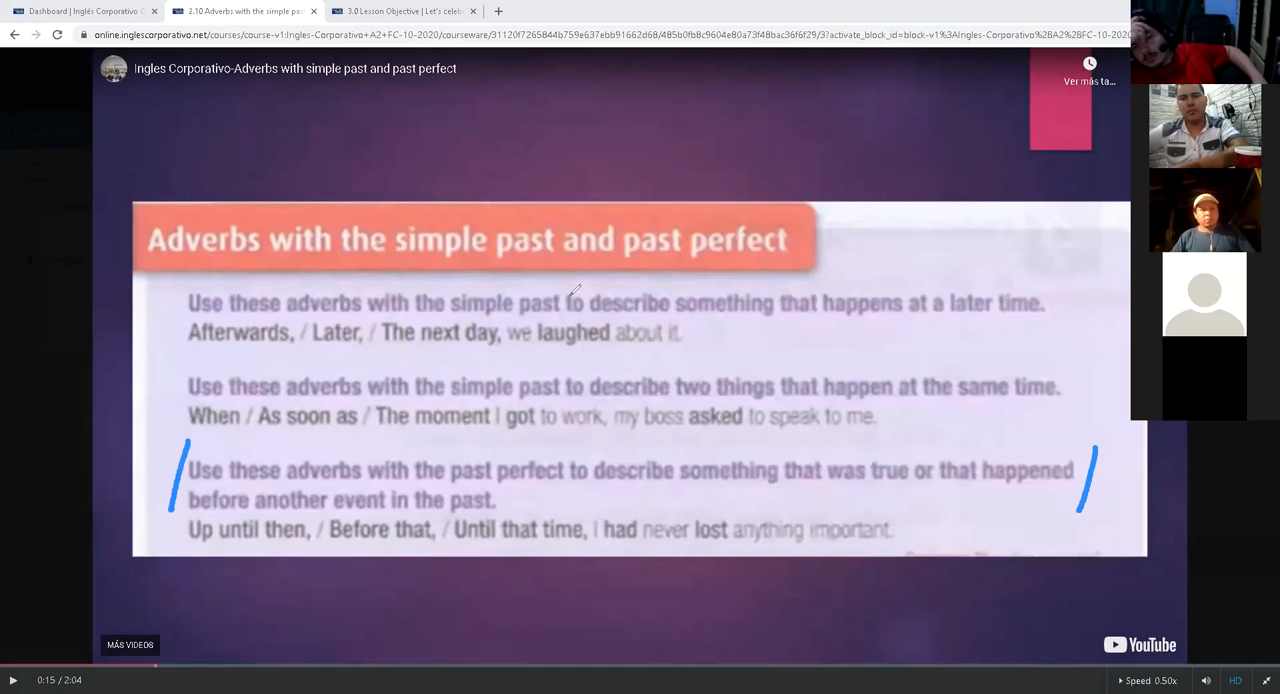 Dashboard | Inglés Corporativo
2.10 Adverbs with the simple pas
3.0 Lesson Objective | Let's celeb
online.inglescorporativo.net/courses/course-v1:Ingles-Corporativo+A2+FC-10-2020/courseware/31120f7265844b759e637ebb91662d68/485b0fb8c9604e80a73f48bac36f6f29/3?activate_block_id=block-v1%3AIngles-Corporativo%2BA2%2BFC-10-2020
Ingles Corporativo-Adverbs with simple past and past perfect
Ver más ta...
Adverbs with the simple past and past perfect
Use these adverbs with the simple past to describe something that happens at a later time.
Afterwards, / Later, / The next day, we laughed about it.
Use these adverbs with the simple past to describe two things that happen at the same time.
When / As soon as / The moment I got to work, my boss asked to speak to me.
Use these adverbs with the past perfect to describe something that was true or that happened
before another event in the past.
Up until then, / Before that, / Until that time, I had never lost anything important.
MÁS VIDEOS
YouTube
0:15 / 2:04
Speed 0.50x
HD